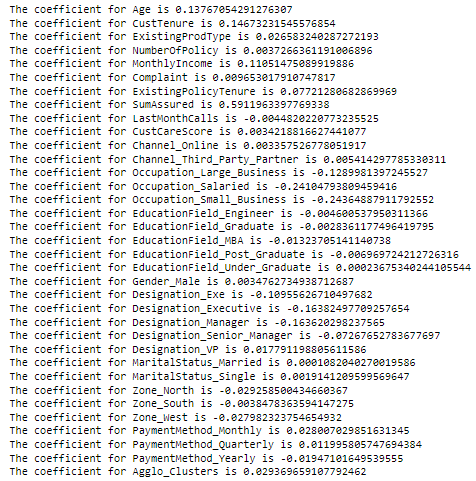 The coefficient for Age is 0.13767054291276307
The coefficient for CustTenure is 0.14673231545576854
The coefficient for ExistingProdType is 0.026583240287272193
The coefficient for NumberOfPolicy is 0.0037266361191006896
The coefficient for MonthlyIncome is 0.11051475089919886
The coefficient for Complaint is 0.009653017910747817
The coefficient for ExistingPolicyTenure is 0.07721280682869969
The coefficient for SumAssured is 0.5911963397769338
The coefficient for LastMonthCalls is -0.0044820220773235525
The coefficient for CustCareScore is 0.0034218816627441077
The coefficient for Channel_Online is 0.003357526778051917
The coefficient for Channel_Third_Party_Partner is 0.005414297785330311
The coefficient for Occupation_Large_Business is -0.1289981397245527
The coefficient for Occupation_Salaried is -0.24104793809459416
The coefficient for Occupation_Small_Business is -0.24364887911792552
The coefficient for EducationField_Engineer is -0.004600537950311366
The coefficient for EducationField_Graduate is -0.0028361177496419795
The coefficient for EducationField_MBA is -0.01323705141140738
The coefficient for EducationField_Post_Graduate is -0.006969724212726316
The coefficient for EducationField_Under_Graduate is 0.00023675340244105544
The coefficient for Gender_Male is 0.0034762734938712687
The coefficient for Designation_Exe is -0.10955626710497682
The coefficient for Designation_Executive is -0.16382497709257654
The coefficient for Designation_Manager is -0.163620298237565
The coefficient for Designation_Senior_Manager is -0.07267652783677697
The coefficient for Designation_VP is 0.017791198805611586
The coefficient for MaritalStatus_Married is 0.0001082040270019586
The coefficient for MaritalStatus_Single is 0.0019141209599569647
The coefficient for Zone_North is -0.029258500434660367
The coefficient for Zone_South is -0.0038478363594147275
The coefficient for Zone_West is -0.027982323754654932
The coefficient for PaymentMethod_Monthly is 0.028007029851631345
The coefficient for PaymentMethod_Quarterly is 0.011995805747694384
The coefficient for PaymentMethod_Yearly is -0.01947101649539555
The coefficient for Agglo_Clusters is 0.029369659107792462